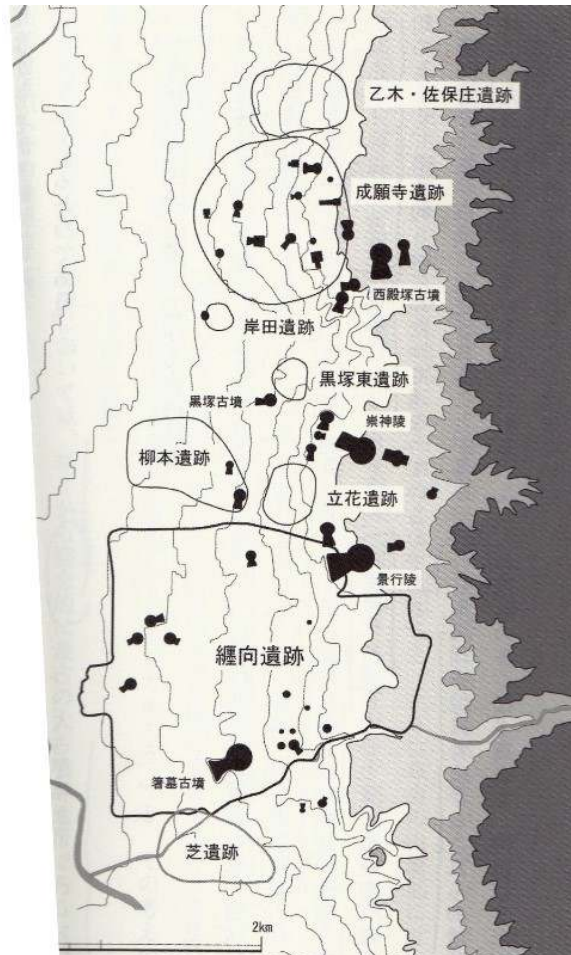 乙木・佐保庄遺跡
成願寺遺跡
西殿塚古墳
岸田遺跡
黒塚東遺跡
黒塚古墳
崇神陵
柳本遺跡
立花遺跡
景行陵
纒向遺跡
箸墓古墳
芝遺跡
2km